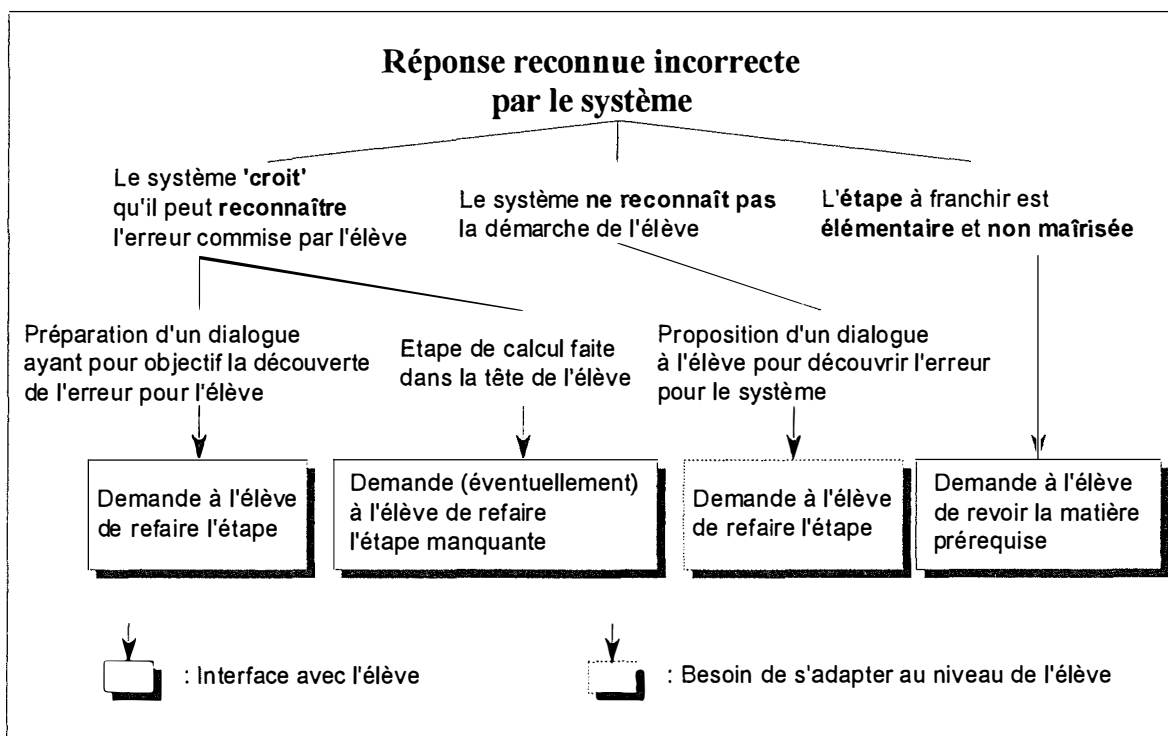 Réponse reconnue incorrecte
par le système
Le système 'croit'
qu'il peut reconnaître
l'erreur commise par l'élève
Le système ne reconnaît pas
la démarche de l'élève
L'étape à franchir est
élémentaire et non maîrisée
Préparation d'un dialogue
ayant pour objectif la découverte
de l'erreur pour l'élève
Etape de calcul faite
dans la tête de l'élève
Proposition d'un dialogue
à l'élève pour découvrir l'erreur
pour le système
Demande à l'élève
de refaire l'étape
Demande (éventuellement)
à l'élève de refaire
l'étape manquante
Demande à l'élève
de refaire l'étape
Demande à l'élève
de revoir la matière
prérequise
: Interface avec l'élève
: Besoin de s'adapter au niveau de l'élève